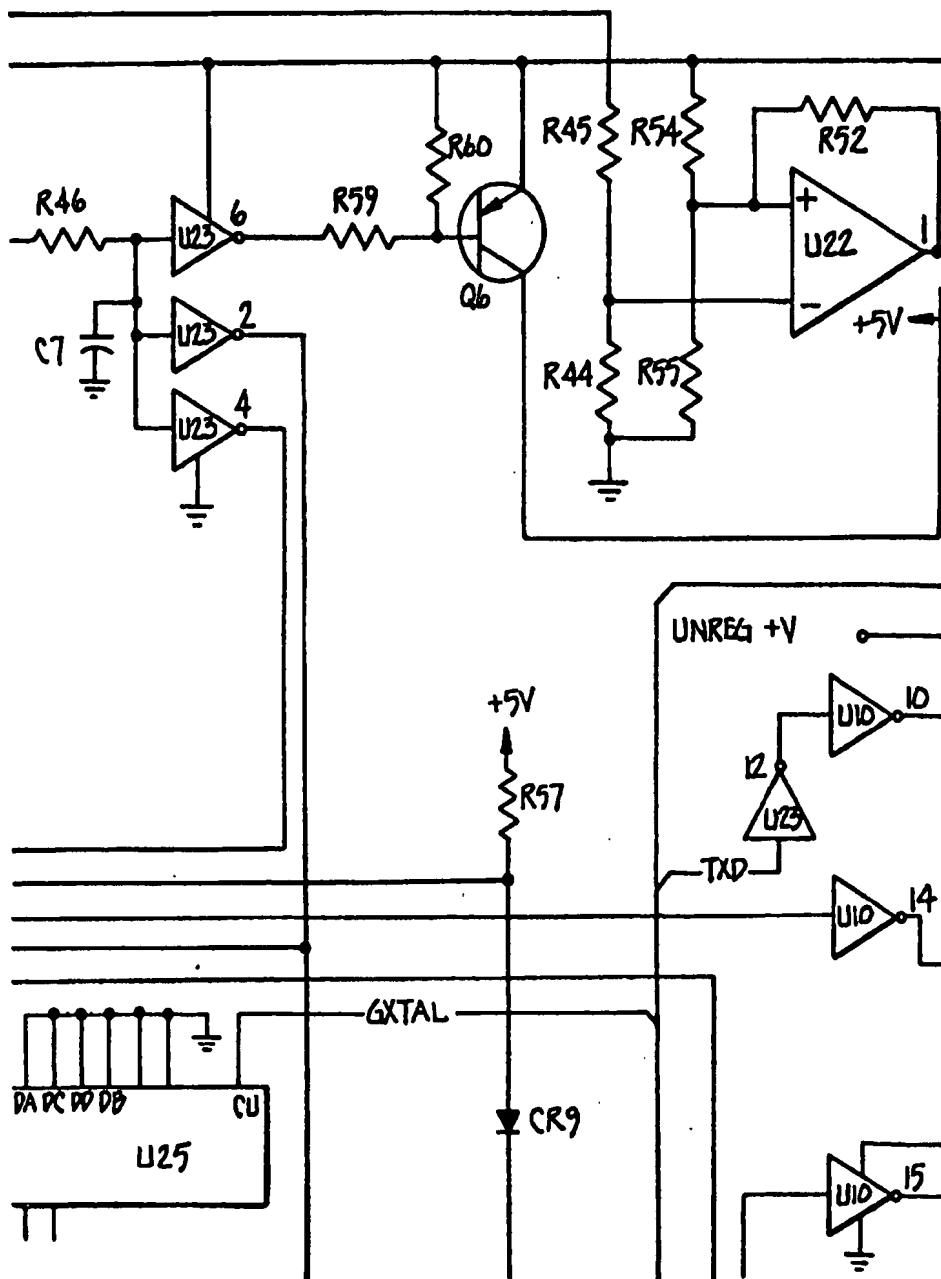 R45
R54
R52
R60
R46
R59
6
U23
+
U22
1
Q6
-
+5V
2
U23
C7
R44
R55
4
U23
UNREG +V
+5V
U10
10
R57
12
U23
TXD
U10
14
GXTAL
DA DC DD DB
CU
CR9
U25
U10
15